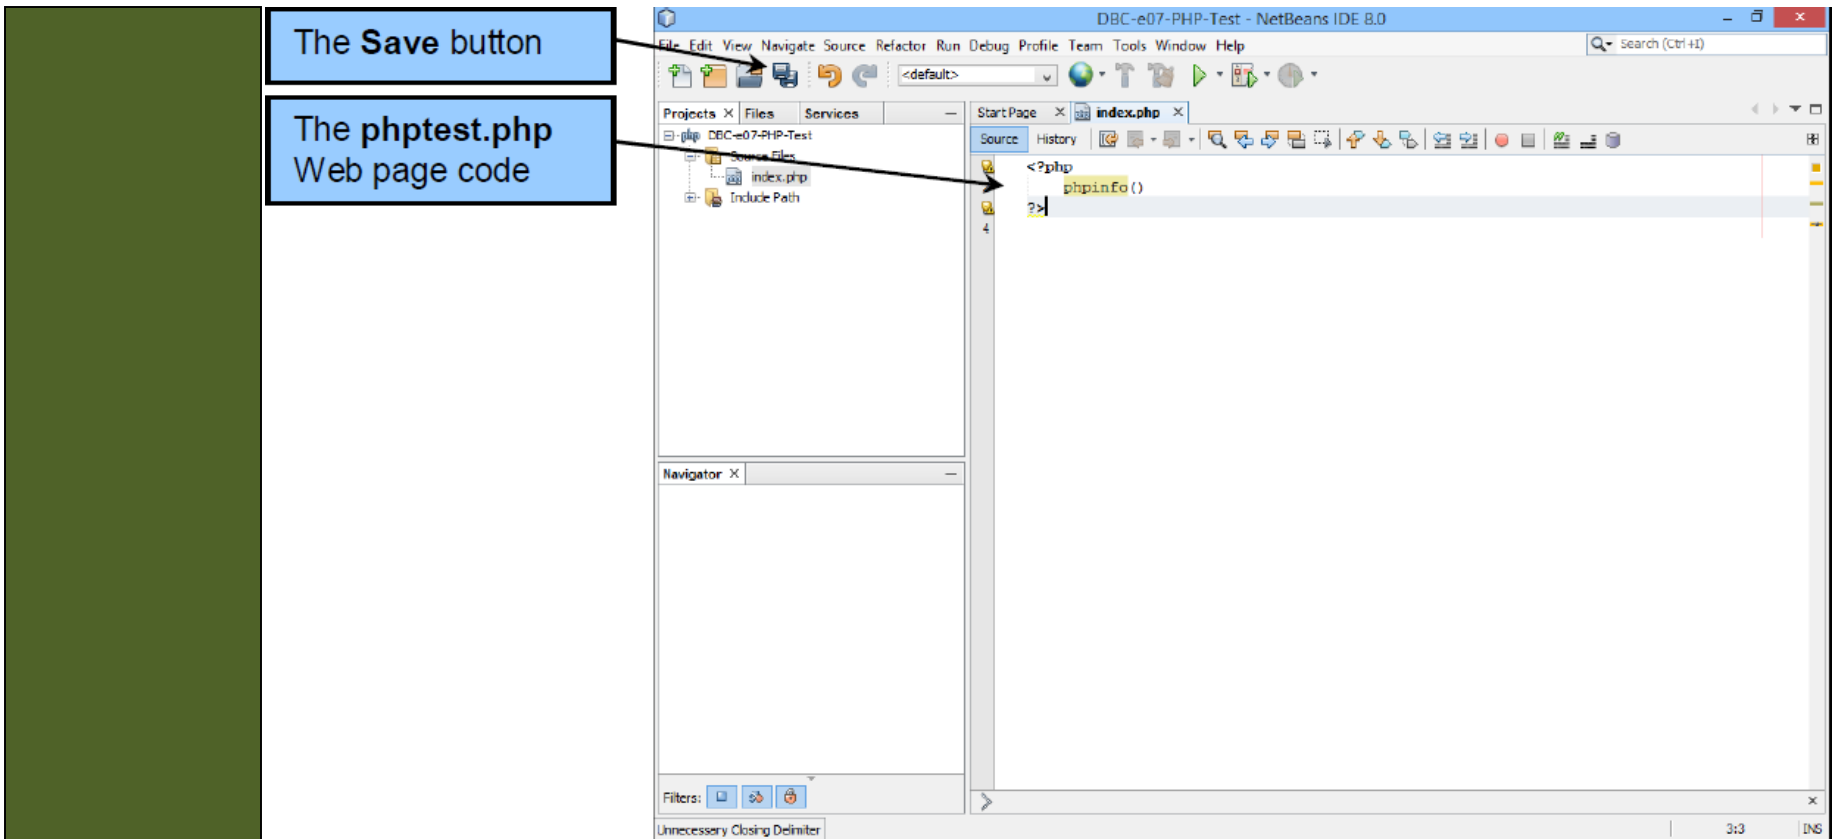 The Save button
The phptest.php
Web page code
DBC-e07-PHP-Test - NetBeans IDE 8.0
File Edit View Navigate Source Refactor Run Debug Profile Team Tools Window Help
Search (Ctrl+I)
<default>
Projects Files Services
DBC-e07-PHP-Test
Source Files
index.php
Include Path
Start Page index.php
Source History
<?php
phpinfo()
?>
4
Navigator
Filters:
Unnecessary Closing Delimiter
3:3 INS